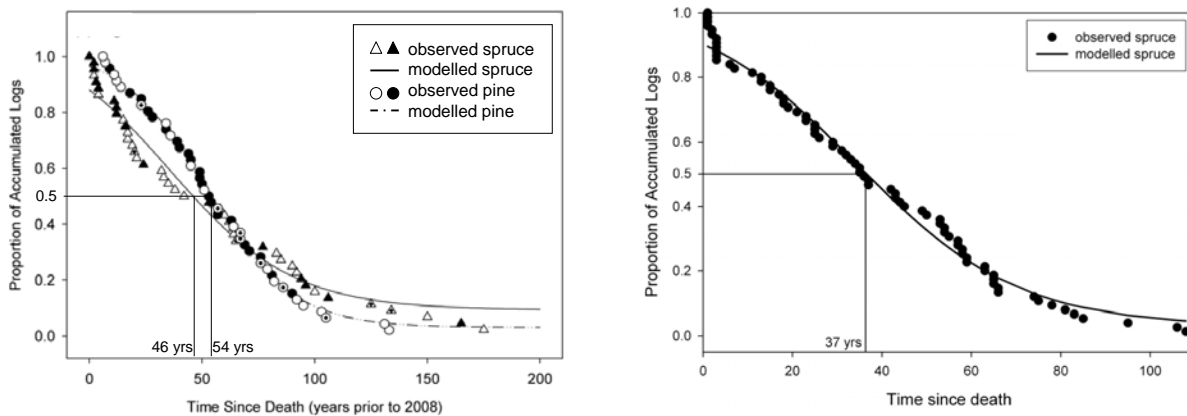 observed spruce
modelled spruce
observed pine
modelled pine
Proportion of Accumulated Logs
1.0
0.8
0.6
0.5
0.4
0.2
0.0
46 yrs
54 yrs
0
50
100
150
200
Time Since Death (years prior to 2008)
observed spruce
modelled spruce
Proportion of Accumulated Logs
1.0
0.8
0.6
0.5
0.4
0.2
0.0
37 yrs
0
20
40
60
80
100
Time since death